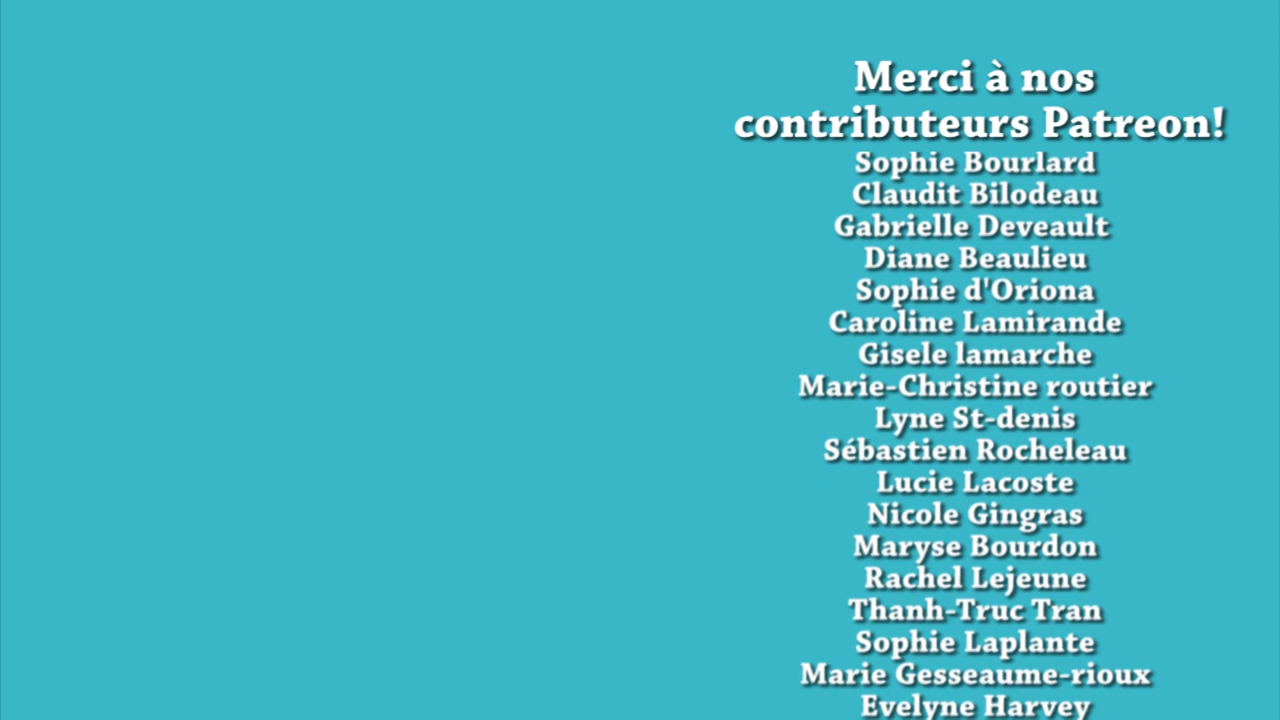 Merci à nos
contributeurs Patreon!
Sophie Bourlard
Claudit Bilodeau
Gabrielle Deveault
Diane Beaulieu
Sophie d'Oriona
Caroline Lamirande
Gisele lamarche
Marie-Christine routier
Lyne St-denis
Sébastien Rocheleau
Lucie Lacoste
Nicole Gingras
Maryse Bourdon
Rachel Lejeune
Thanh-Truc Tran
Sophie Laplante
Marie Gesseaume-rioux
Evelyne Harvey